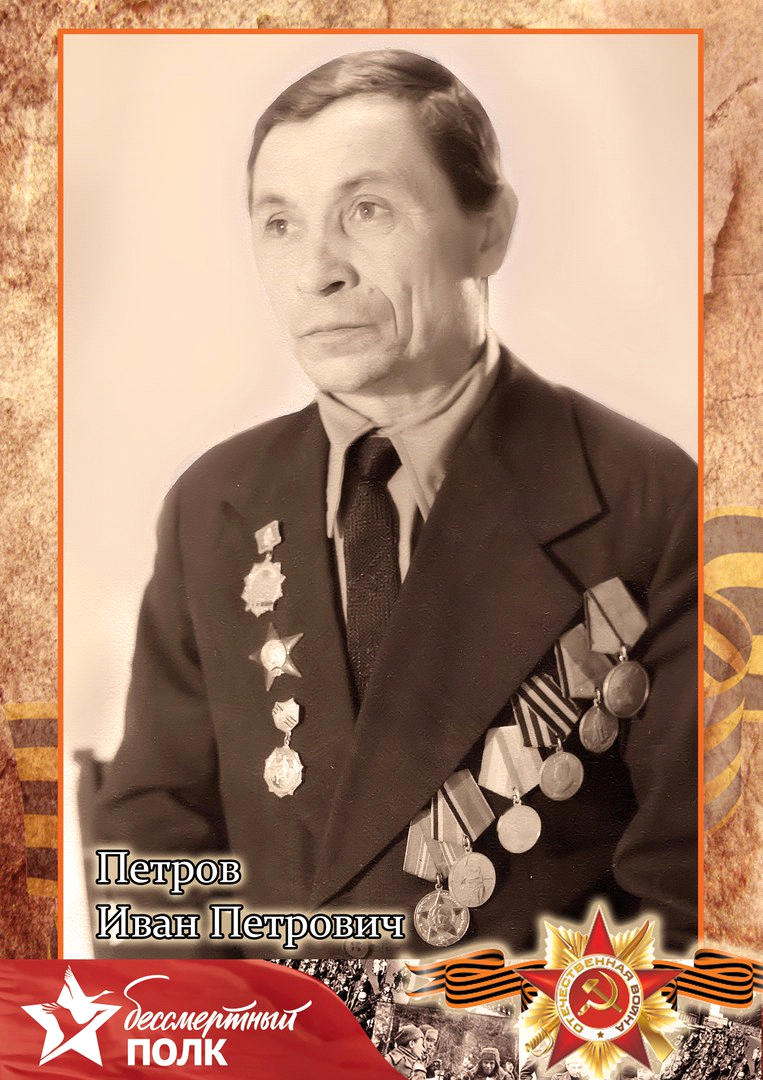 Петров
Иван Петрович
бессмертный
ПОЛК
ОТЕЧЕСТВЕННАЯ ВОЙНА